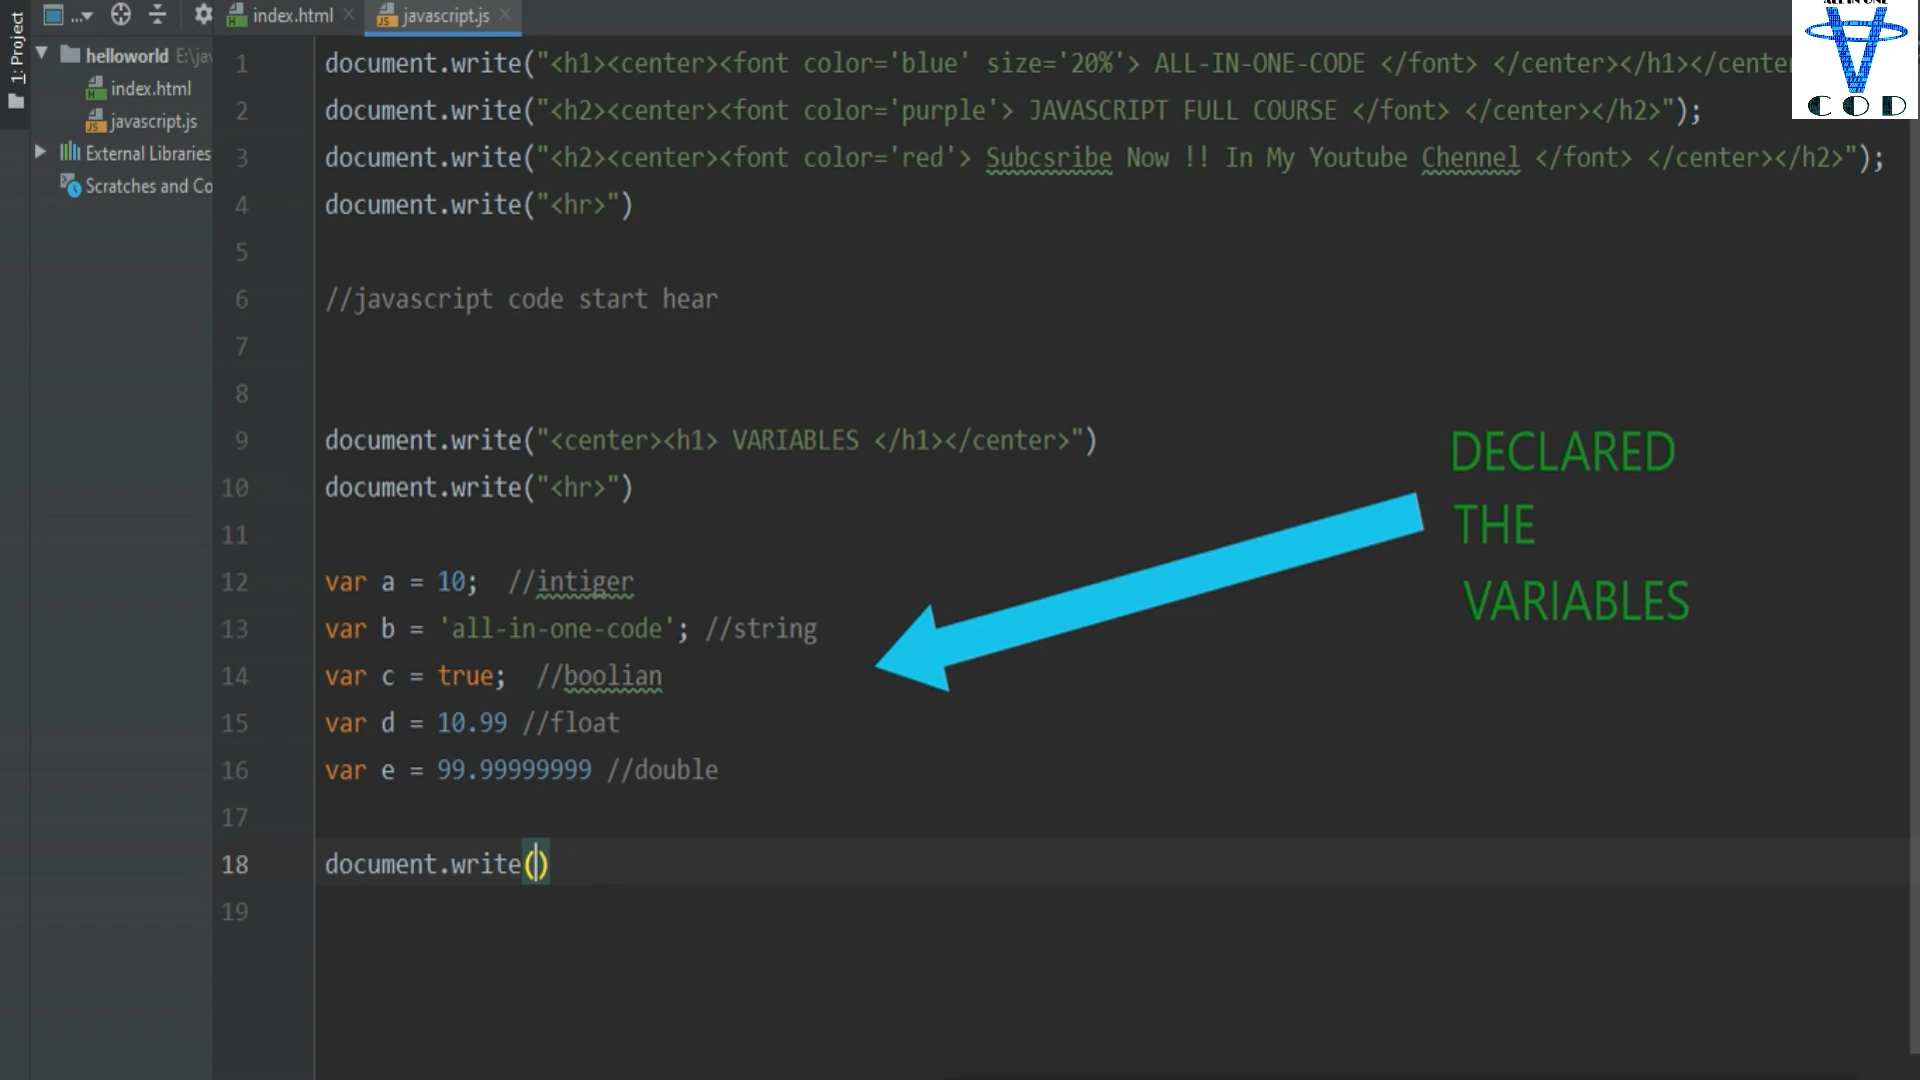 1: Project
...
index.html
javascript.js
helloworld E:\jav
index.html
javascript.js
External Libraries
Scratches and Co
1 document.write("<h1><center><font color='blue' size='20%'> ALL-IN-ONE-CODE </font> </center></h1></cente
2 document.write("<h2><center><font color='purple'> JAVASCRIPT FULL COURSE </font> </center></h2>");
3 document.write("<h2><center><font color='red'> Subcsribe Now !! In My Youtube Chennel </font> </center></h2>");
4 document.write("<hr>")
5
6 //javascript code start hear
7
8
9 document.write("<center><h1> VARIABLES </h1></center>")
10 document.write("<hr>")
11
12 var a = 10;  //intiger
13 var b = 'all-in-one-code'; //string
14 var c = true;  //boolian
15 var d = 10.99 //float
16 var e = 99.99999999 //double
17
18 document.write()
19
DECLARED
THE
VARIABLES
ALL IN ONE
COD